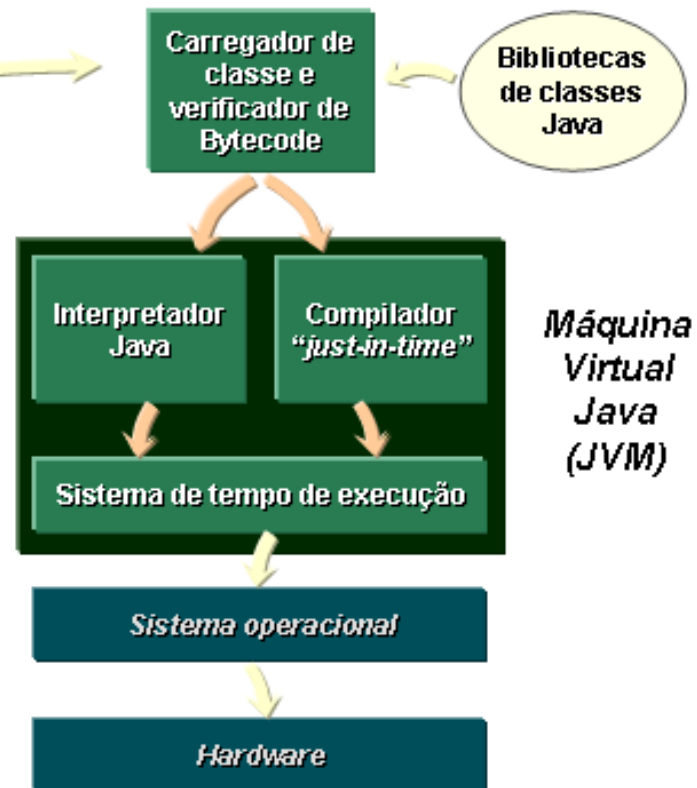 Carregador de
classe e
verificador de
Bytecode
Bibliotecas
de classes
Java
Interpretador
Java
Compilador
“just-in-time”
Máquina
Virtual
Java
(JVM)
Sistema de tempo de execução
Sistema operacional
Hardware